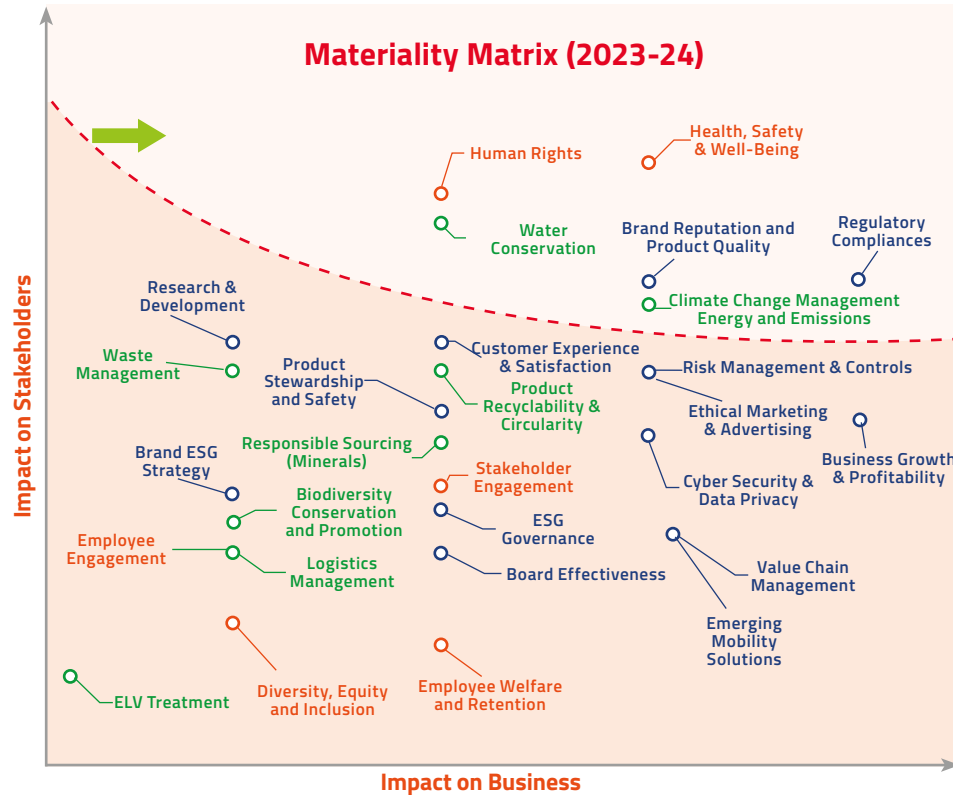 Materiality Matrix (2023-24)
Impact on Stakeholders
Human Rights
Health, Safety
& Well-Being
Water
Conservation
Brand Reputation and
Product Quality
Regulatory
Compliances
Climate Change Management
Energy and Emissions
Research &
Development
Waste
Management
Product
Stewardship
and Safety
Customer Experience
& Satisfaction
Product
Recyclability &
Circularity
Risk Management & Controls
Ethical Marketing
& Advertising
Business Growth
& Profitability
Responsible Sourcing
(Minerals)
Brand ESG
Strategy
Stakeholder
Engagement
Cyber Security &
Data Privacy
Biodiversity
Conservation
and Promotion
ESG
Governance
Employee
Engagement
Logistics
Management
Board Effectiveness
Value Chain
Management
Emerging
Mobility
Solutions
ELV Treatment
Diversity, Equity
and Inclusion
Employee Welfare
and Retention
Impact on Business